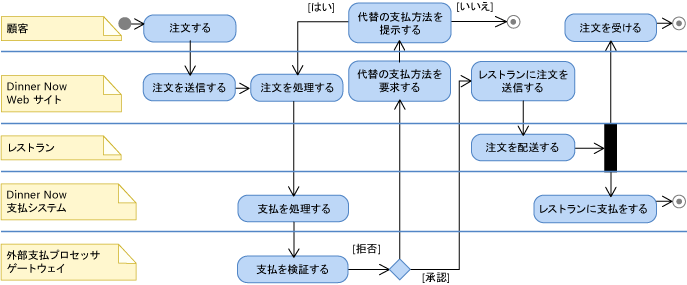 顧客
注文する
[はい]
代替の支払方法を
提示する
[いいえ]
注文を受ける
Dinner Now
Web サイト
注文を送信する
注文を処理する
代替の支払方法を
要求する
レストランに注文を
送信する
レストラン
注文を配送する
Dinner Now
支払システム
支払を処理する
レストランに支払をする
外部支払プロセッサ
ゲートウェイ
支払を検証する
[拒否]
[承認]